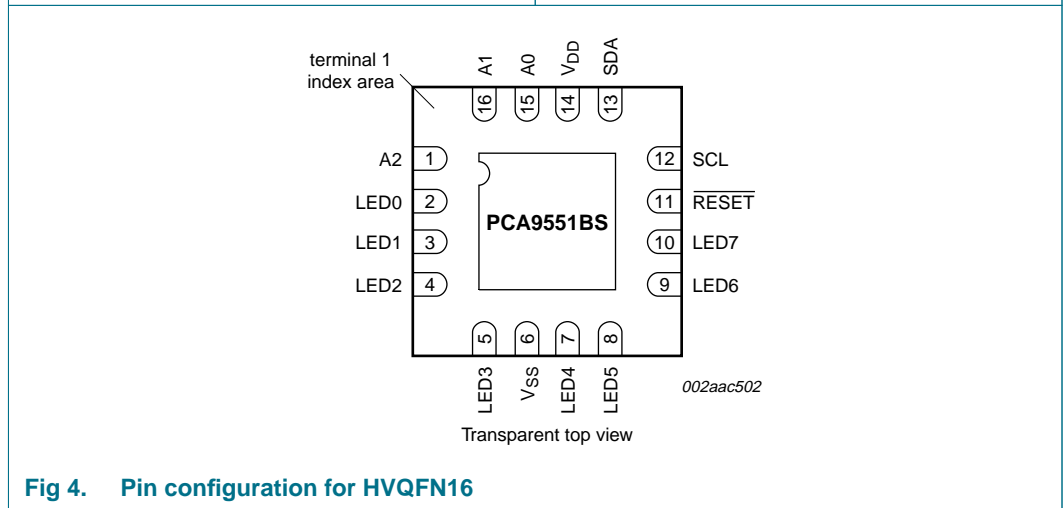 terminal 1
index area
A1
A0
VDD
SDA
16
15
14
13
A2
1
12
SCL
LED0
2
11
RESET
PCA9551BS
LED1
3
10
LED7
LED2
4
9
LED6
5
6
7
8
LED3
VSS
LED4
LED5
002aac502
Transparent top view
Fig 4. Pin configuration for HVQFN16